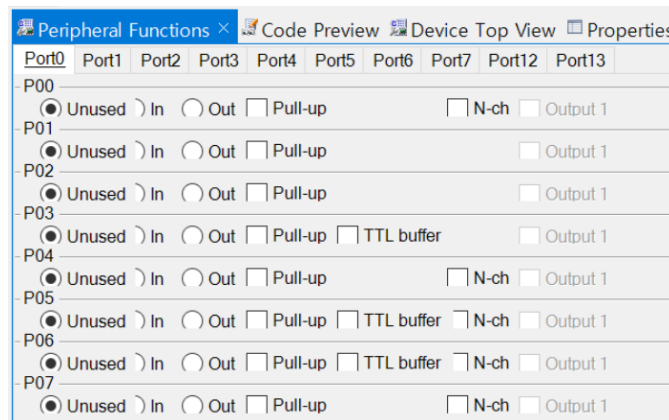 Peripheral Functions Code Preview Device Top View Properties
Port0 Port1 Port2 Port3 Port4 Port5 Port6 Port7 Port12 Port13
P00
Unused In Out Pull-up N-ch Output 1
P01
Unused In Out Pull-up Output 1
P02
Unused In Out Pull-up Output 1
P03
Unused In Out Pull-up TTL buffer Output 1
P04
Unused In Out Pull-up N-ch Output 1
P05
Unused In Out Pull-up TTL buffer N-ch Output 1
P06
Unused In Out Pull-up TTL buffer N-ch Output 1
P07
Unused In Out Pull-up N-ch Output 1